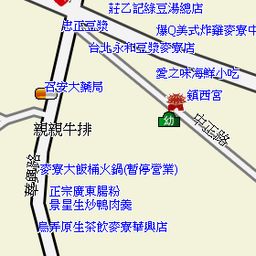 莊乙記綠豆湯總店
忠正豆漿
爆Q美式炸雞麥寮中
台北永和豆漿麥寮店
愛之味海鮮小吃
召安大藥局
鎮西宮
幼
中正路
親親牛排
華興路
麥寮大飯桶火鍋(暫停營業)
正宗廣東腸粉
景星生炒鴨肉羹
烏弄原生茶飲麥寮華興店